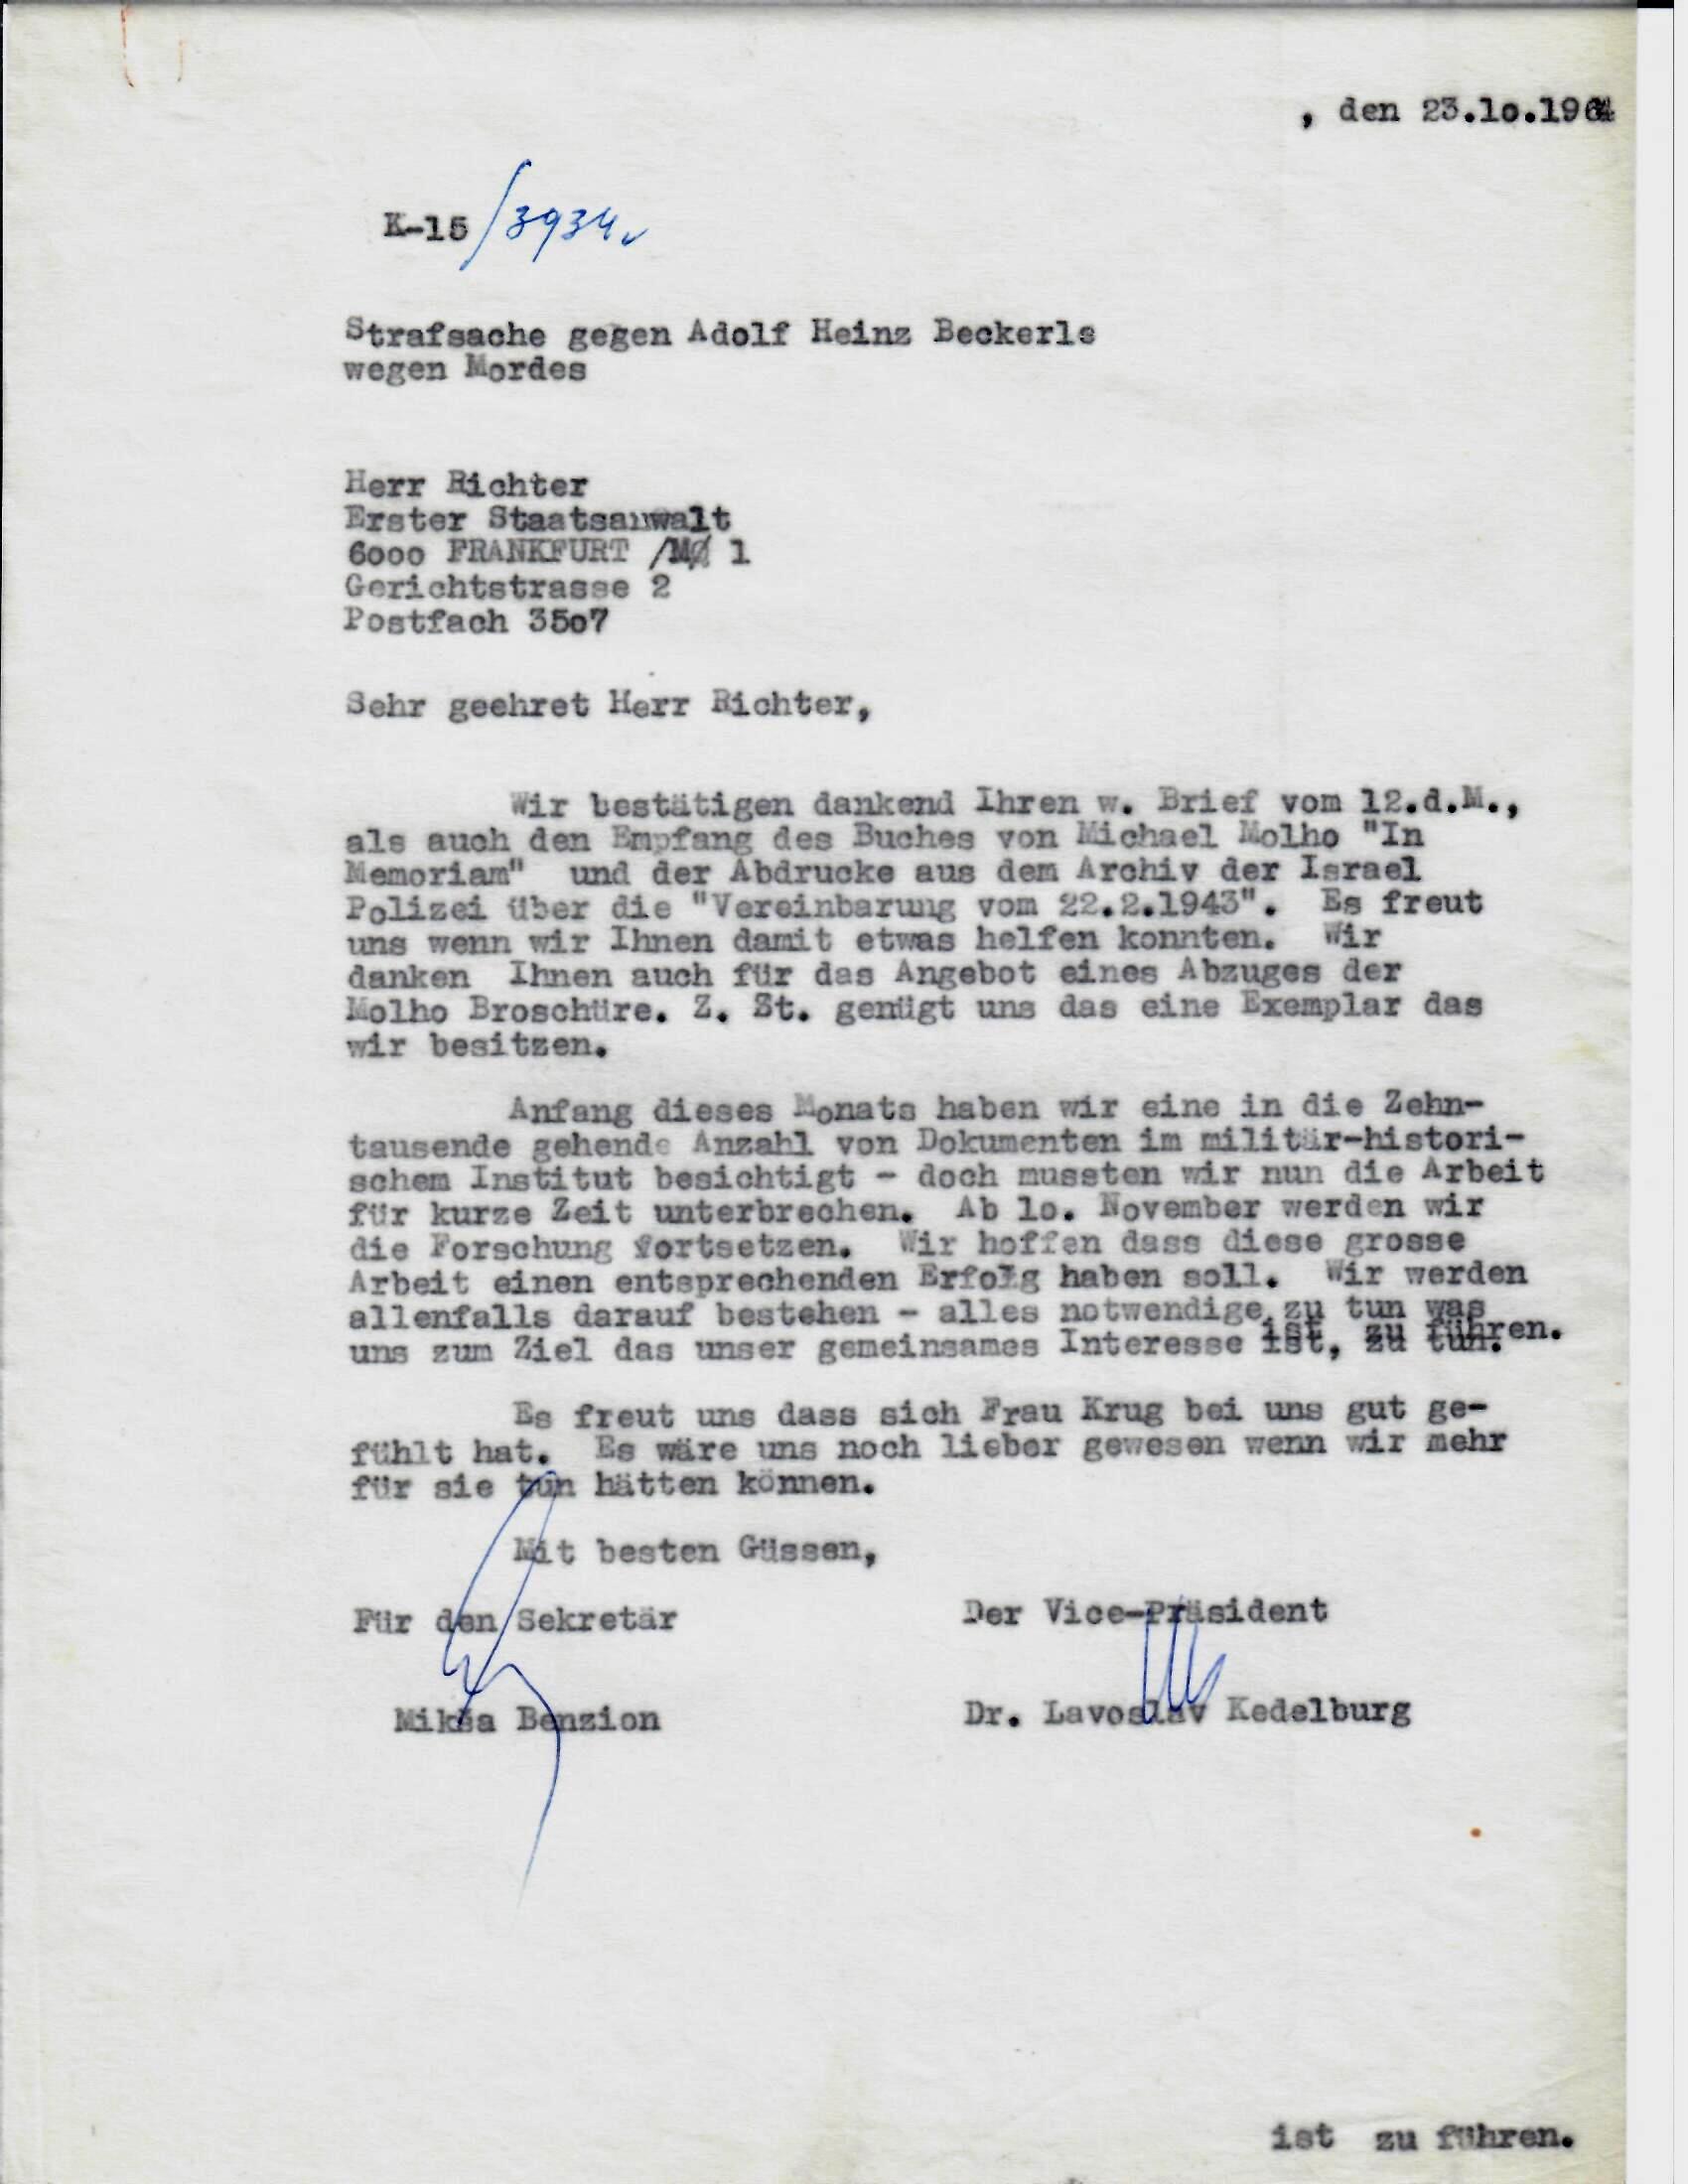 , den 23.1o.1964
K-15/3934
Strafsache gegen Adolf Heinz Beckerls
wegen Mordes
Herr Richter
Erster Staatsanwalt
6ooo FRANKFURT /M 1
Gerichtstrasse 2
Postfach 35o7
Sehr geehret Herr Richter,
Wir bestätigen dankend Ihren w. Brief vom 12.d.M.,
als auch den Empfang des Buches von Michael Molho "In
Memoriam" und der Abdrucke aus dem Archiv der Israel
Polizei über die "Vereinbarung vom 22.2.1943". Es freut
uns wenn wir Ihnen damit etwas helfen konnten. Wir
danken Ihnen auch für das Angebot eines Abzuges der
Molho Broschüre. Z. Zt. genügt uns das eine Exemplar das
wir besitzen.
Anfang dieses Monats haben wir eine in die Zehn-
tausende gehende Anzahl von Dokumenten im militär-histori-
schem Institut besichtigt - doch mussten wir nun die Arbeit
für kurze Zeit unterbrechen. Ab 1o. November werden wir
die Forschung fortsetzen. Wir hoffen dass diese grosse
Arbeit einen entsprechenden Erfolg haben soll. Wir werden
allenfalls darauf bestehen - alles notwendige zu tun was
uns zum Ziel das unser gemeinsames Interesse ist, zu führen.
Es freut uns dass sich Frau Krug bei uns gut ge-
fühlt hat. Es wäre uns noch lieber gewesen wenn wir mehr
für sie tun hätten können.
Mit besten Güssen,
Für den Sekretär Der Vice-Präsident
Mikša Benzion Dr. Lavoslav Kedelburg
ist zu führen.